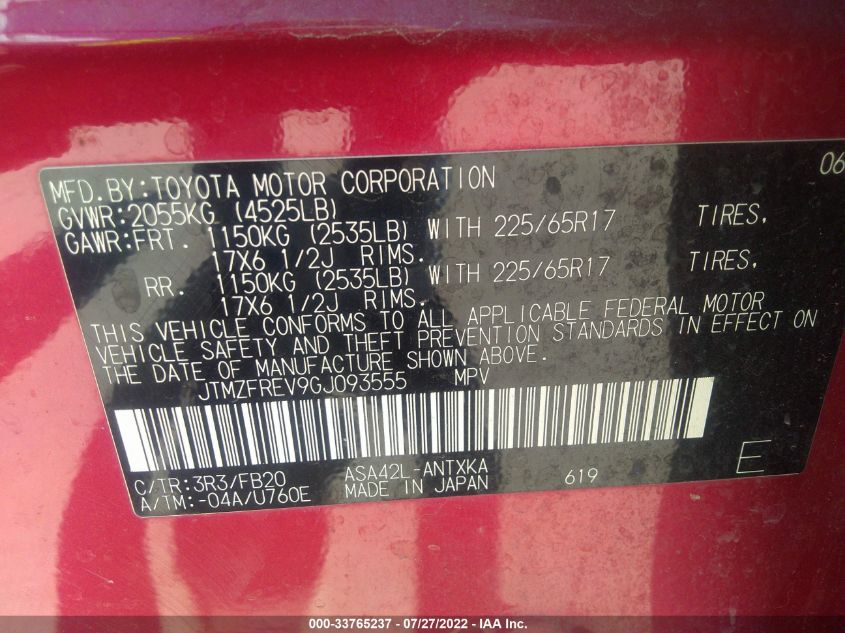 06
MFD.BY:TOYOTA MOTOR CORPORATION
GVWR:2055KG (4525LB)
GAWR:FRT. 1150KG (2535LB) WITH 225/65R17 TIRES,
17X6 1/2J RIMS.
RR. 1150KG (2535LB) WITH 225/65R17 TIRES,
17X6 1/2J RIMS.
THIS VEHICLE CONFORMS TO ALL APPLICABLE FEDERAL MOTOR
VEHICLE SAFETY AND THEFT PREVENTION STANDARDS IN EFFECT ON
THE DATE OF MANUFACTURE SHOWN ABOVE.
JTMZFREV9GJ093555 MPV
C/TR:3R3/FB20 ASA42L-ANTXKA 619 E
A/TM:-04A/U760E MADE IN JAPAN
000-33765237 - 07/27/2022 - IAA Inc.